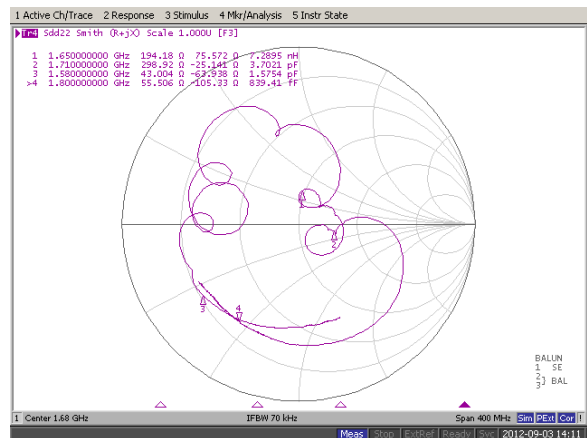 1 Active Ch/Trace 2 Response 3 Stimulus 4 Mkr/Analysis 5 Instr State
Tr4 Sdd22 Smith (R+jX) Scale 1.000U [F3]
1 1.650000000 GHz 194.18 Ω 75.572 Ω 7.2895 nH
2 1.710000000 GHz 298.92 Ω -25.141 Ω 3.7021 pF
3 1.580000000 GHz 43.004 Ω -63.938 Ω 1.5754 pF
>4 1.800000000 GHz 55.506 Ω -105.33 Ω 839.41 fF
2
3
4
BALUN
1 SE
2
3 ] BAL
1 Center 1.68 GHz IFBW 70 kHz Span 400 MHz Sim PExt Cor !
Meas Stop ExtRef Ready Svc 2012-09-03 14:11